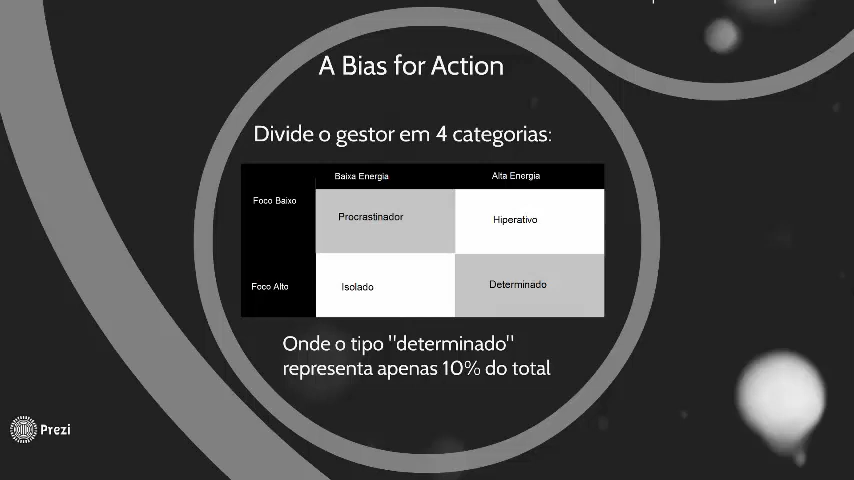 A Bias for Action
Divide o gestor em 4 categorias:
Baixa Energia Alta Energia
Foco Baixo
Procrastinador Hiperativo
Foco Alto Isolado Determinado
Onde o tipo "determinado"
representa apenas 10% do total
Prezi